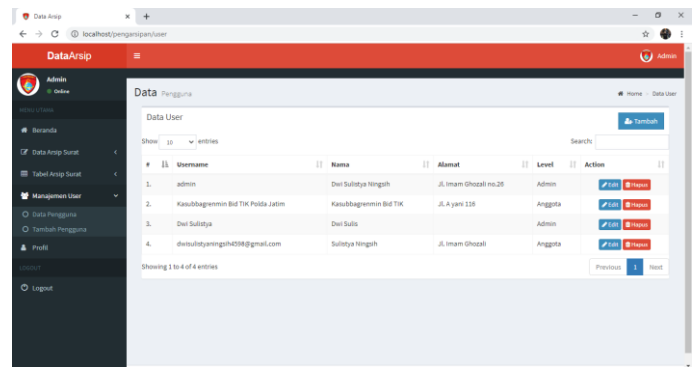 Data Arsip
localhost/pengarsipan/user
DataArsip
Admin
Admin
Online
MENU UTAMA
Beranda
Data Arsip Surat
Tabel Arsip Surat
Manajemen User
Data Pengguna
Tambah Pengguna
Profil
LOGOUT
Logout
Data Pengguna
Home > Data User
Data User
Tambah
Show 10 entries
Search:
# Username Nama Alamat Level Action
1. admin Dwi Sulistya Ningsih Jl. Imam Ghozali no.26 Admin Edit Hapus
2. Kasubbagrenmin Bid TIK Polda Jatim Kasubbagrenmin Bid TIK Jl. A yani 116 Anggota Edit Hapus
3. Dwi Sulistya Dwi Sulis Admin Edit Hapus
4. dwisulistyaningsih4598@gmail.com Sulistya Ningsih Jl. Imam Ghozali Anggota Edit Hapus
Showing 1 to 4 of 4 entries
Previous 1 Next